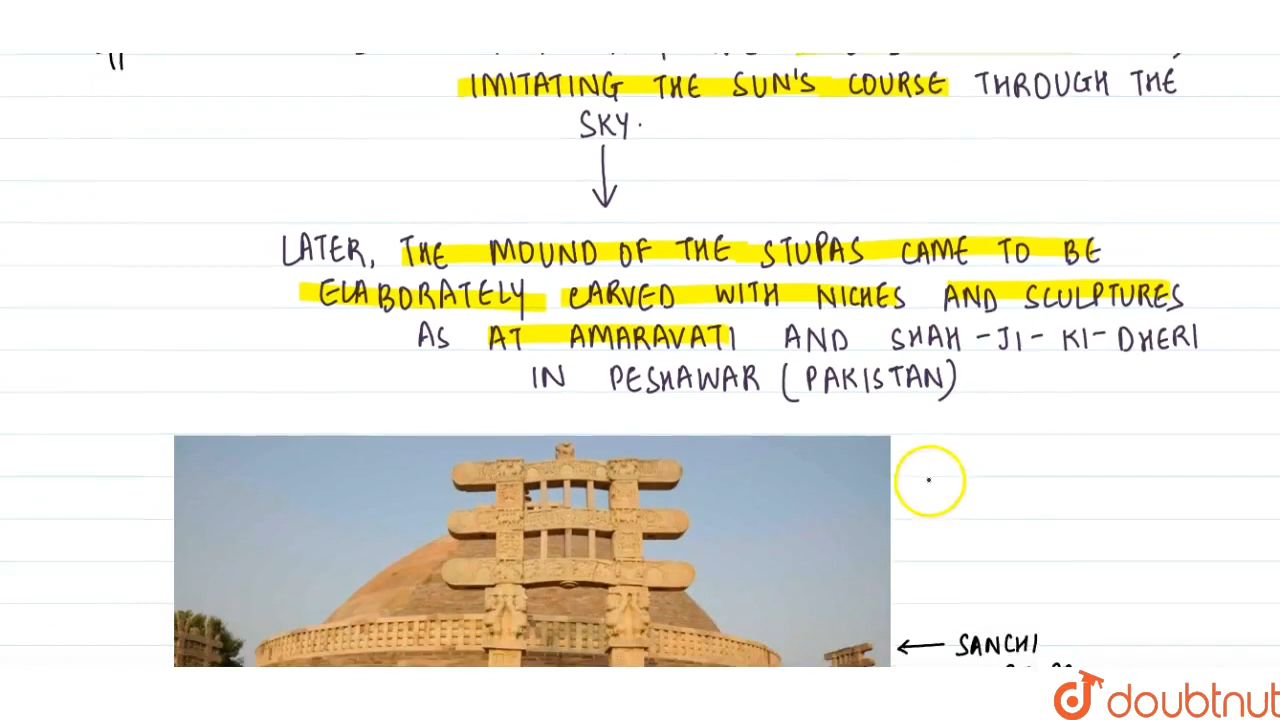 IMITATING THE SUN'S COURSE THROUGH THE
SKY.
LATER, THE MOUND OF THE STUPAS CAME TO BE
ELABORATELY CARVED WITH NICHES AND SCULPTURES
AS AT AMARAVATI AND SHAH-JI-KI-DHERI
IN PESHAWAR (PAKISTAN)
SANCHI
doubtnut